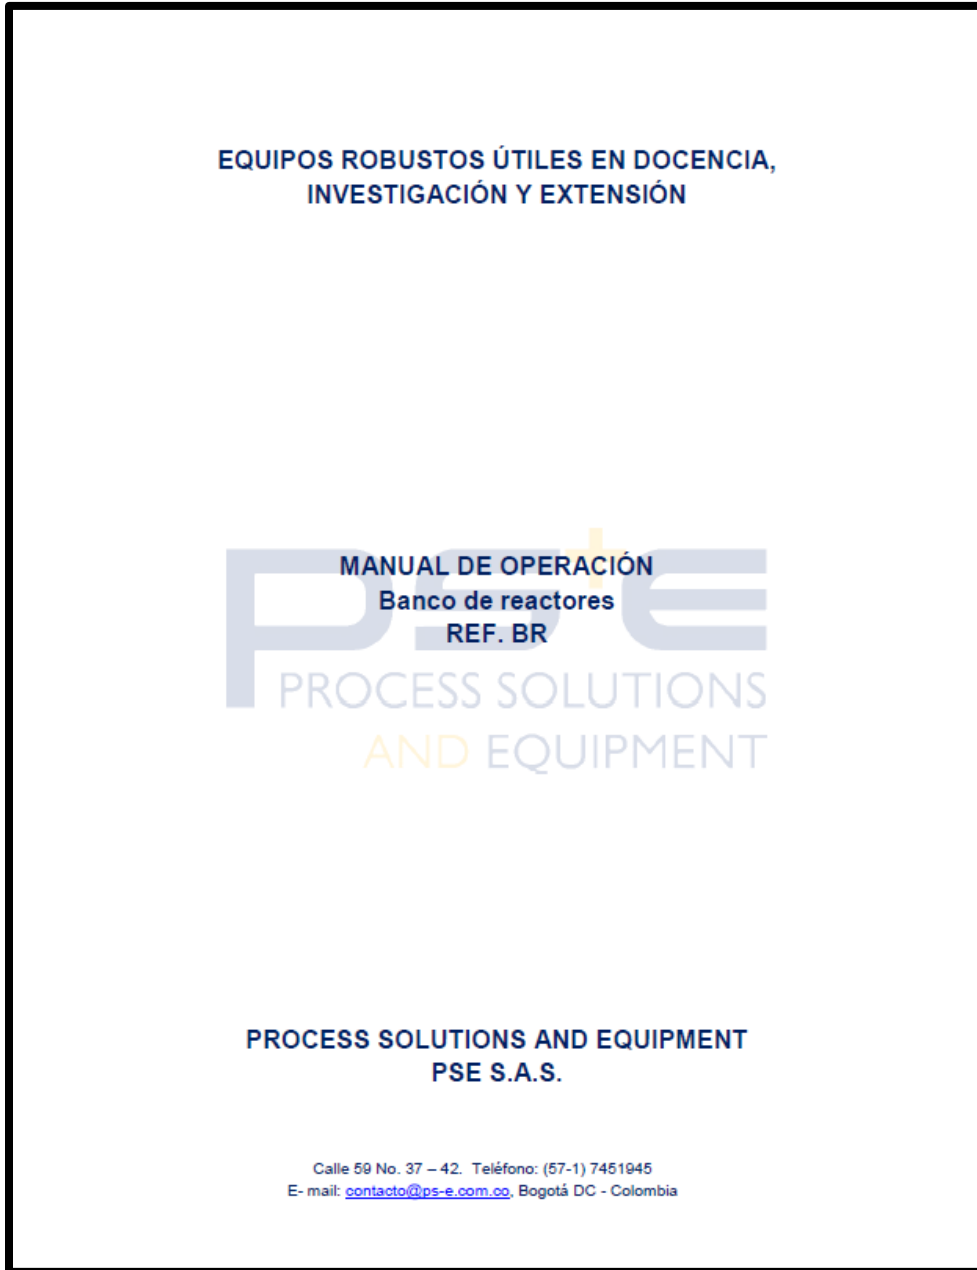 EQUIPOS ROBUSTOS ÚTILES EN DOCENCIA,
INVESTIGACIÓN Y EXTENSIÓN
MANUAL DE OPERACIÓN
Banco de reactores
REF. BR
ps+e
PROCESS SOLUTIONS
AND EQUIPMENT
PROCESS SOLUTIONS AND EQUIPMENT
PSE S.A.S.
Calle 59 No. 37 – 42. Teléfono: (57-1) 7451945
E- mail: contacto@ps-e.com.co, Bogotá DC - Colombia